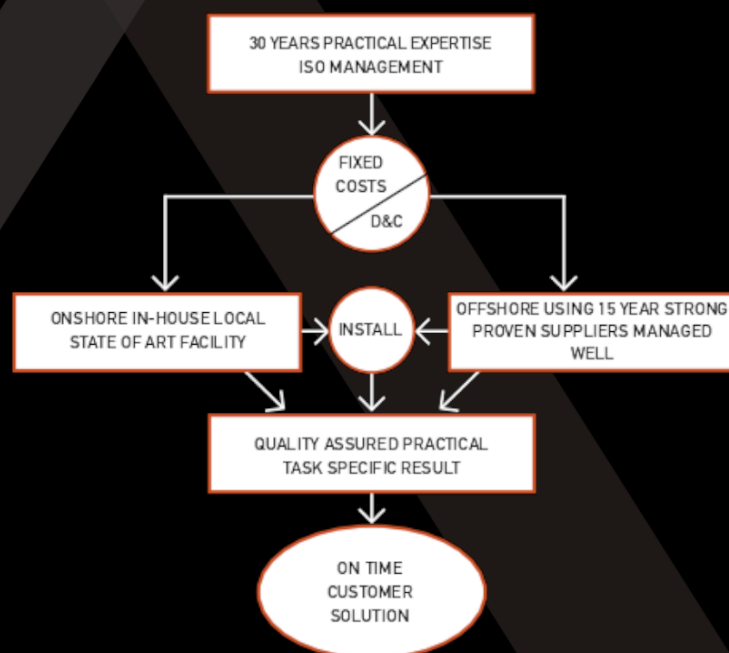 30 YEARS PRACTICAL EXPERTISE
ISO MANAGEMENT
FIXED
COSTS
D&C
ONSHORE IN-HOUSE LOCAL
STATE OF ART FACILITY
INSTALL
OFFSHORE USING 15 YEAR STRONG
PROVEN SUPPLIERS MANAGED
WELL
QUALITY ASSURED PRACTICAL
TASK SPECIFIC RESULT
ON TIME
CUSTOMER
SOLUTION